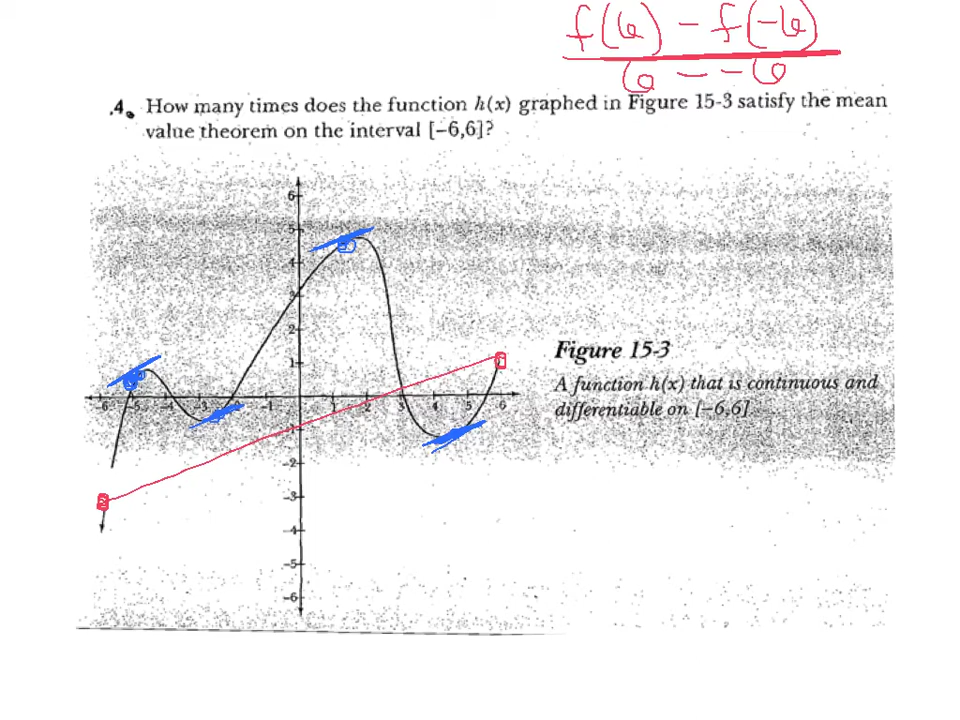 f(6) - f(-6)
6 - -6
.4. How many times does the function h(x) graphed in Figure 15-3 satisfy the mean
value theorem on the interval [−6,6]?
6
5
4
3
2
1
-6 -5 -4 -3 -2 -1 1 2 3 4 5 6
-1
-2
-3
-4
-5
-6
Figure 15-3
A function h(x) that is continuous and
differentiable on [−6,6]